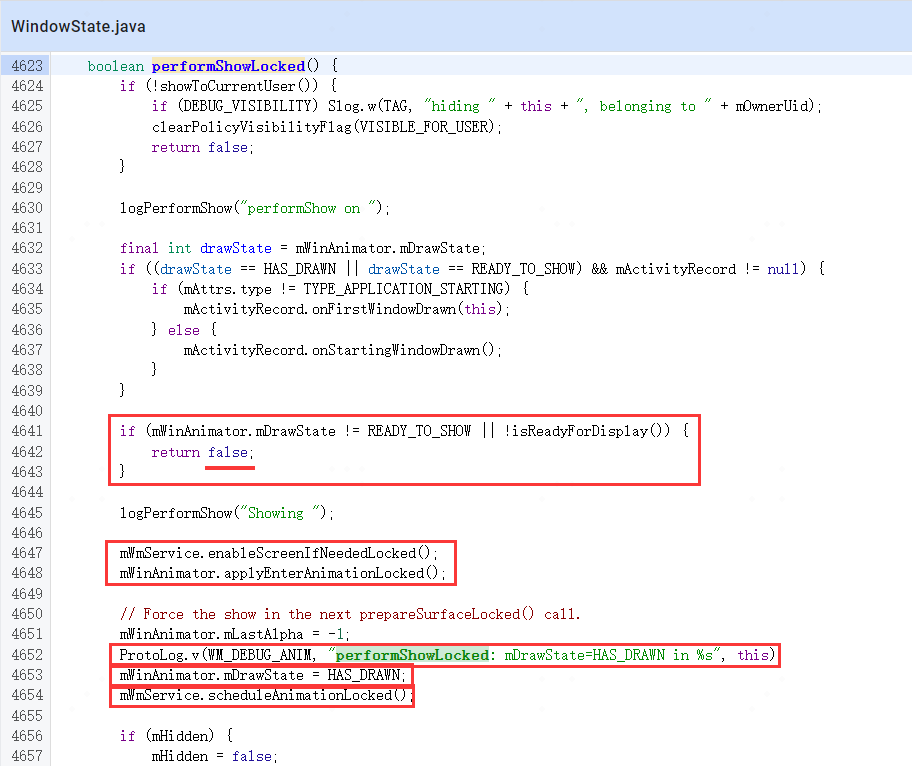 WindowState.java
4623 boolean performShowLocked() {
4624 if (!showToCurrentUser()) {
4625 if (DEBUG_VISIBILITY) Slog.w(TAG, "hiding " + this + ", belonging to " + mOwnerUid);
4626 clearPolicyVisibilityFlag(VISIBLE_FOR_USER);
4627 return false;
4628 }
4629
4630 logPerformShow("performShow on ");
4631
4632 final int drawState = mWinAnimator.mDrawState;
4633 if ((drawState == HAS_DRAWN || drawState == READY_TO_SHOW) && mActivityRecord != null) {
4634 if (mAttrs.type != TYPE_APPLICATION_STARTING) {
4635 mActivityRecord.onFirstWindowDrawn(this);
4636 } else {
4637 mActivityRecord.onStartingWindowDrawn();
4638 }
4639 }
4640
4641 if (mWinAnimator.mDrawState != READY_TO_SHOW || !isReadyForDisplay()) {
4642 return false;
4643 }
4644
4645 logPerformShow("Showing ");
4646
4647 mWmService.enableScreenIfNeededLocked();
4648 mWinAnimator.applyEnterAnimationLocked();
4649
4650 // Force the show in the next prepareSurfaceLocked() call.
4651 mWinAnimator.mLastAlpha = -1;
4652 ProtoLog.v(WM_DEBUG_ANIM, "performShowLocked: mDrawState=HAS_DRAWN in %s", this)
4653 mWinAnimator.mDrawState = HAS_DRAWN;
4654 mWmService.scheduleAnimationLocked();
4655
4656 if (mHidden) {
4657 mHidden = false;